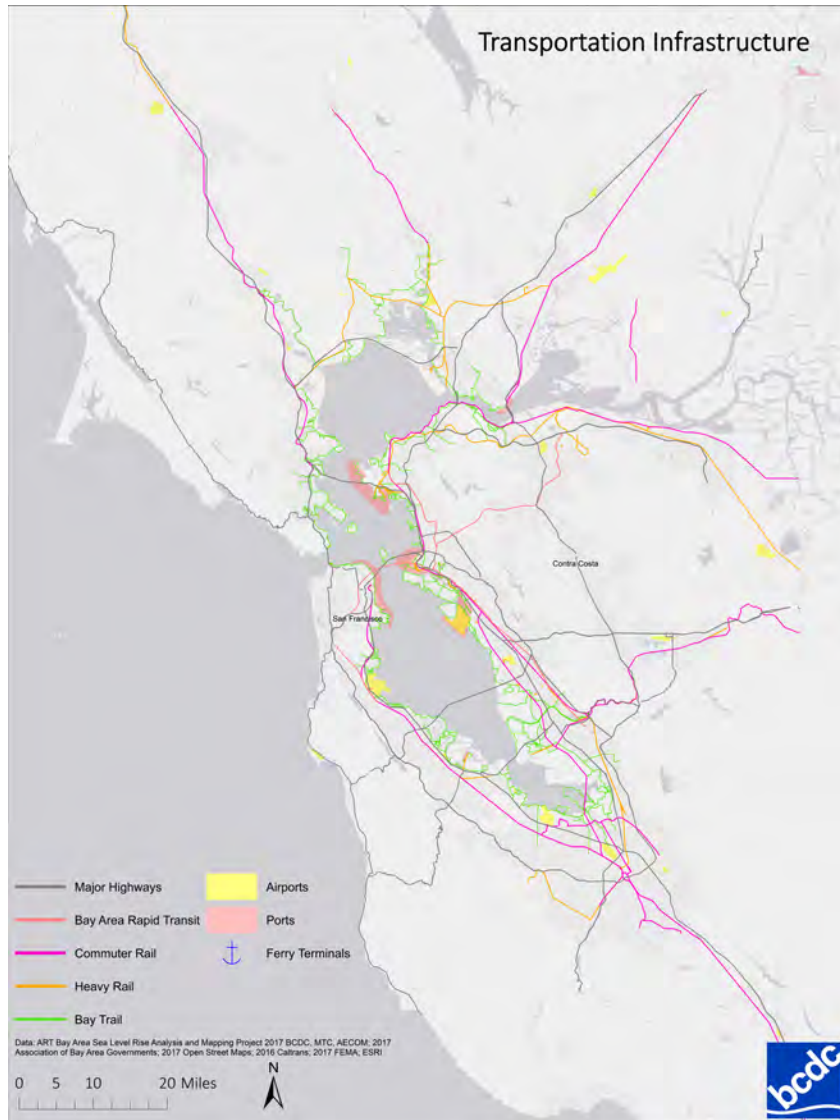 Transportation Infrastructure
Contra Costa
San Francisco
Major Highways
Airports
Bay Area Rapid Transit
Ports
Commuter Rail
Ferry Terminals
Heavy Rail
Bay Trail
Data: ART Bay Area Sea Level Rise Analysis and Mapping Project 2017 BCDC, MTC, AECOM; 2017
Association of Bay Area Governments; 2017 Open Street Maps; 2016 Caltrans; 2017 FEMA; ESRI
N
0 5 10 20 Miles
bcdc